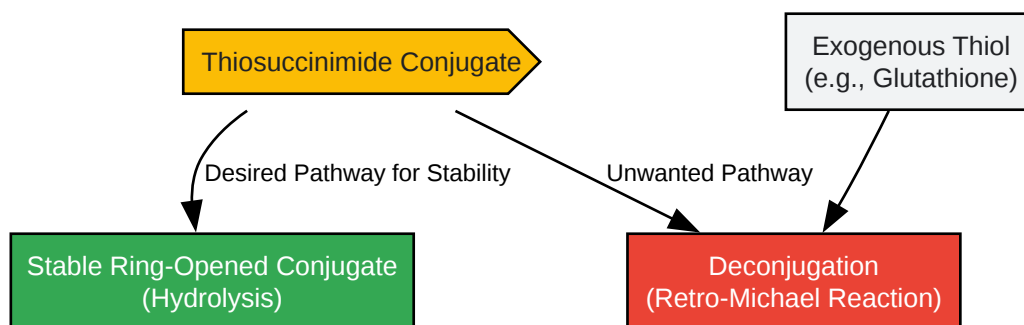 Thiosuccinimide Conjugate
Exogenous Thiol
(e.g., Glutathione)
Desired Pathway for Stability
Unwanted Pathway
Stable Ring-Opened Conjugate
(Hydrolysis)
Deconjugation
(Retro-Michael Reaction)